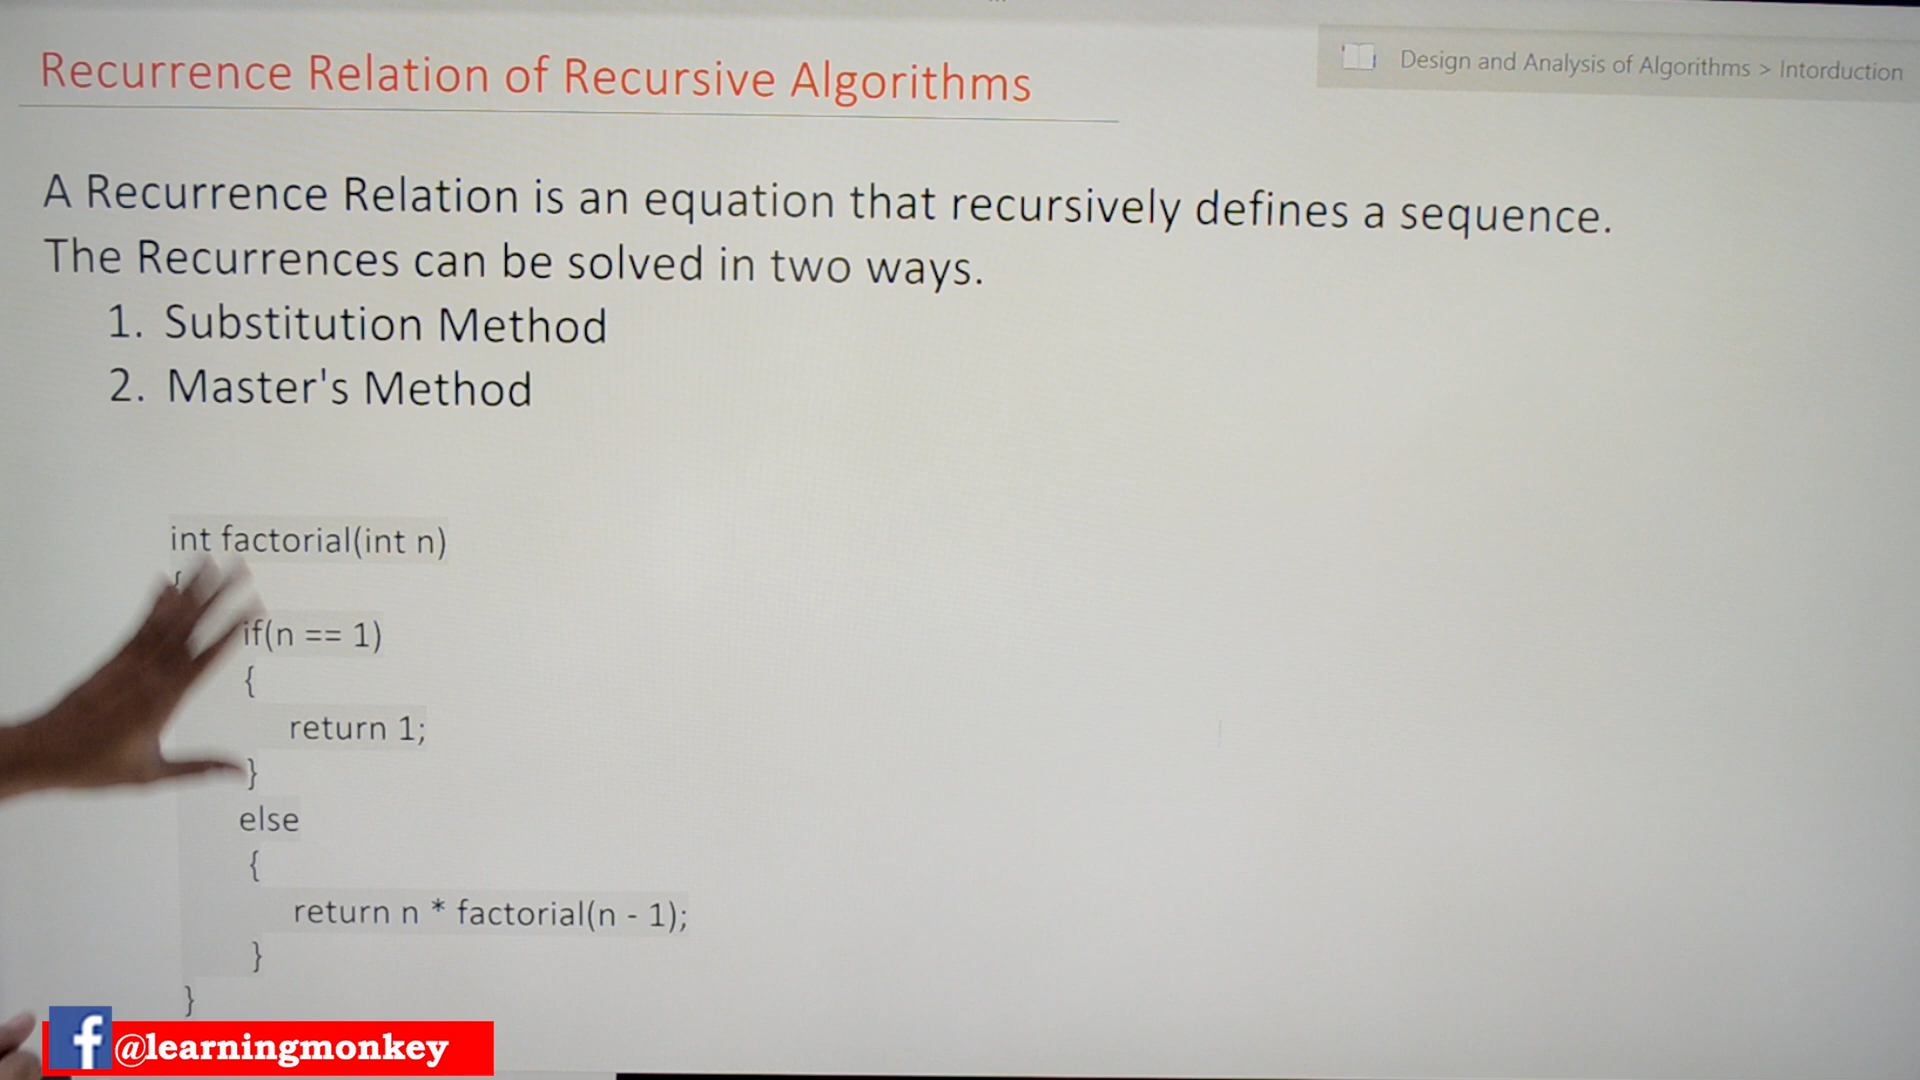 Recurrence Relation of Recursive Algorithms
Design and Analysis of Algorithms > Intorduction
A Recurrence Relation is an equation that recursively defines a sequence.
The Recurrences can be solved in two ways.
1. Substitution Method
2. Master's Method
int factorial(int n)
{
if(n == 1)
{
return 1;
}
else
{
return n * factorial(n - 1);
}
}
f @learningmonkey